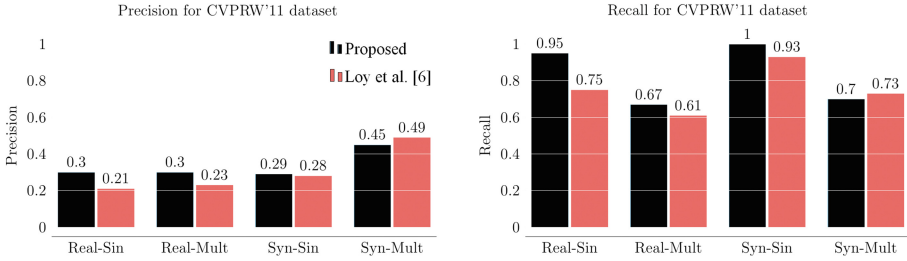 Precision for CVPRW'11 dataset
Precision
1
0.8
0.6
0.4
0.2
0
Proposed
Loy et al. [6]
0.3
0.21
0.3
0.23
0.29
0.28
0.45
0.49
Real-Sin
Real-Mult
Syn-Sin
Syn-Mult
Recall for CVPRW'11 dataset
Recall
1
0.8
0.6
0.4
0.2
0
0.95
0.75
0.67
0.61
1
0.93
0.7
0.73
Real-Sin
Real-Mult
Syn-Sin
Syn-Mult